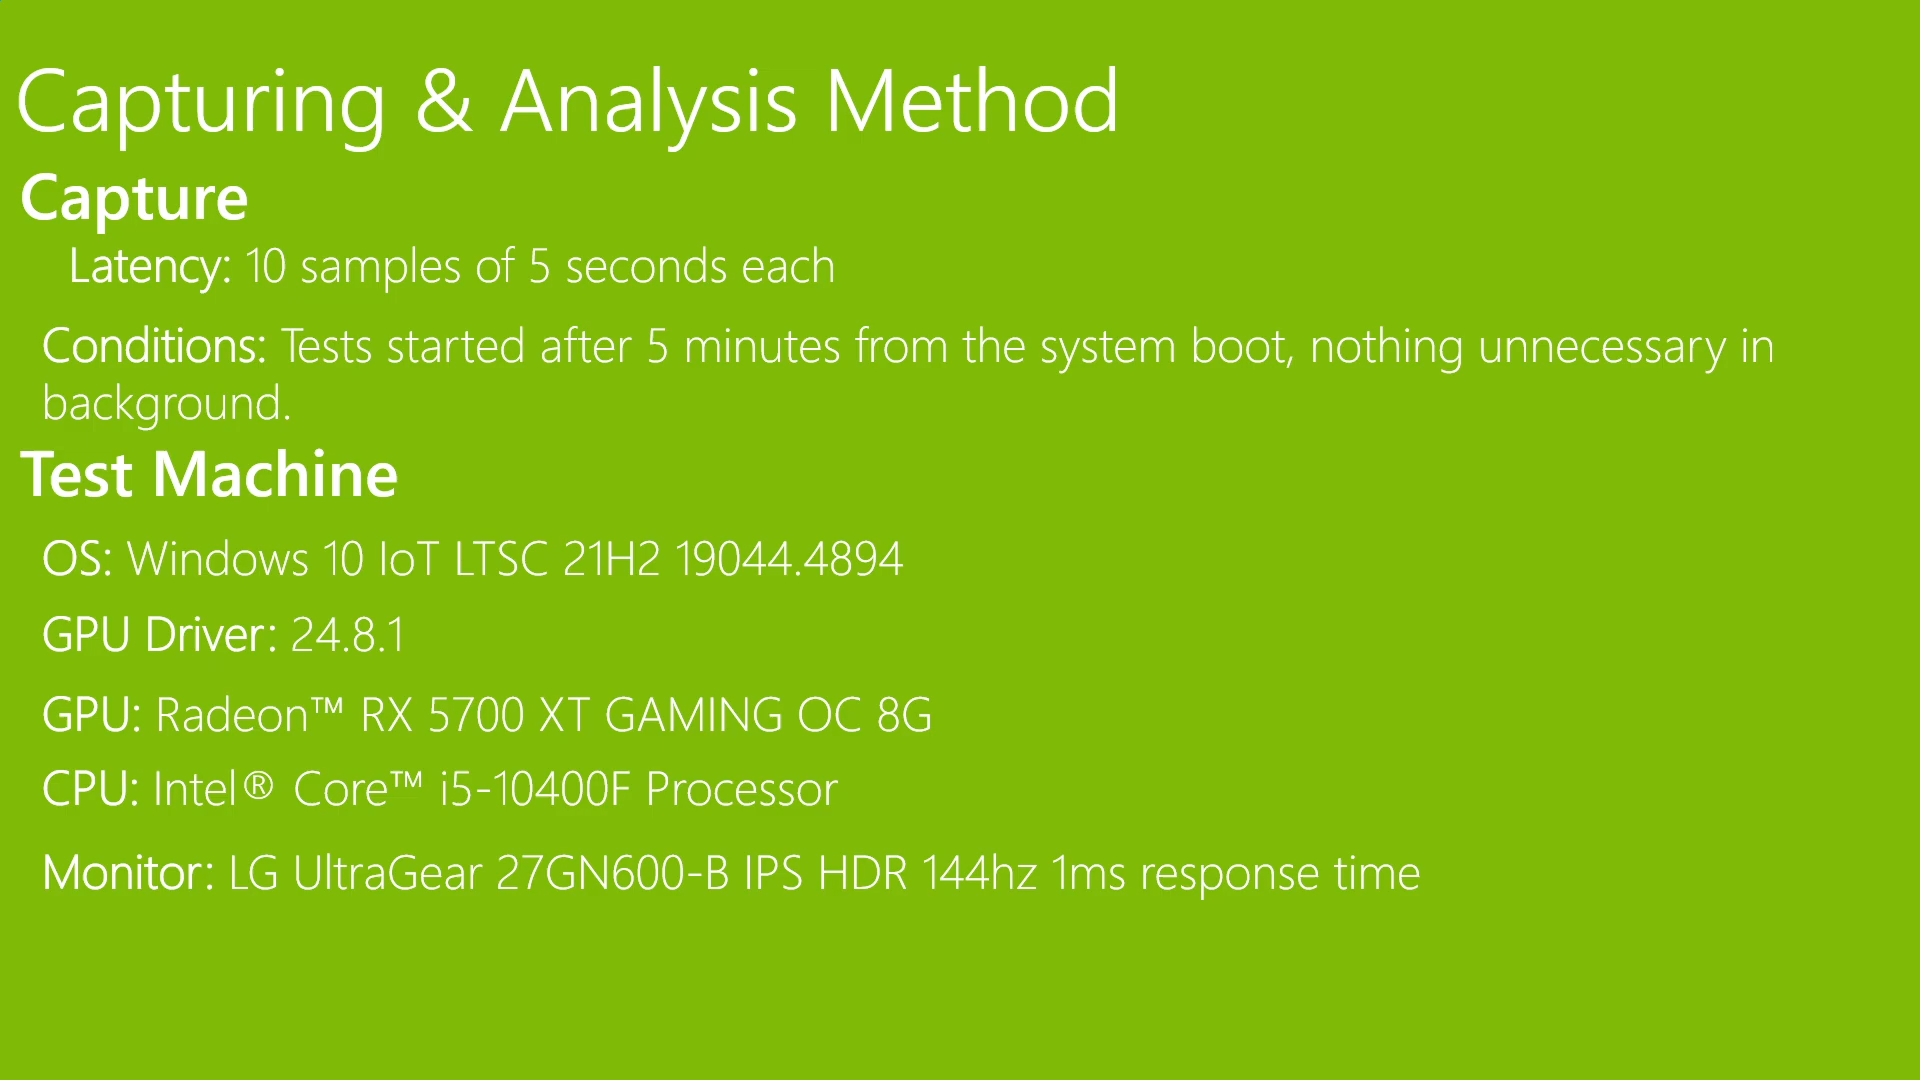 Capturing & Analysis Method
Capture
Latency: 10 samples of 5 seconds each
Conditions: Tests started after 5 minutes from the system boot, nothing unnecessary in
background.
Test Machine
OS: Windows 10 IoT LTSC 21H2 19044.4894
GPU Driver: 24.8.1
GPU: Radeon™ RX 5700 XT GAMING OC 8G
CPU: Intel® Core™ i5-10400F Processor
Monitor: LG UltraGear 27GN600-B IPS HDR 144hz 1ms response time